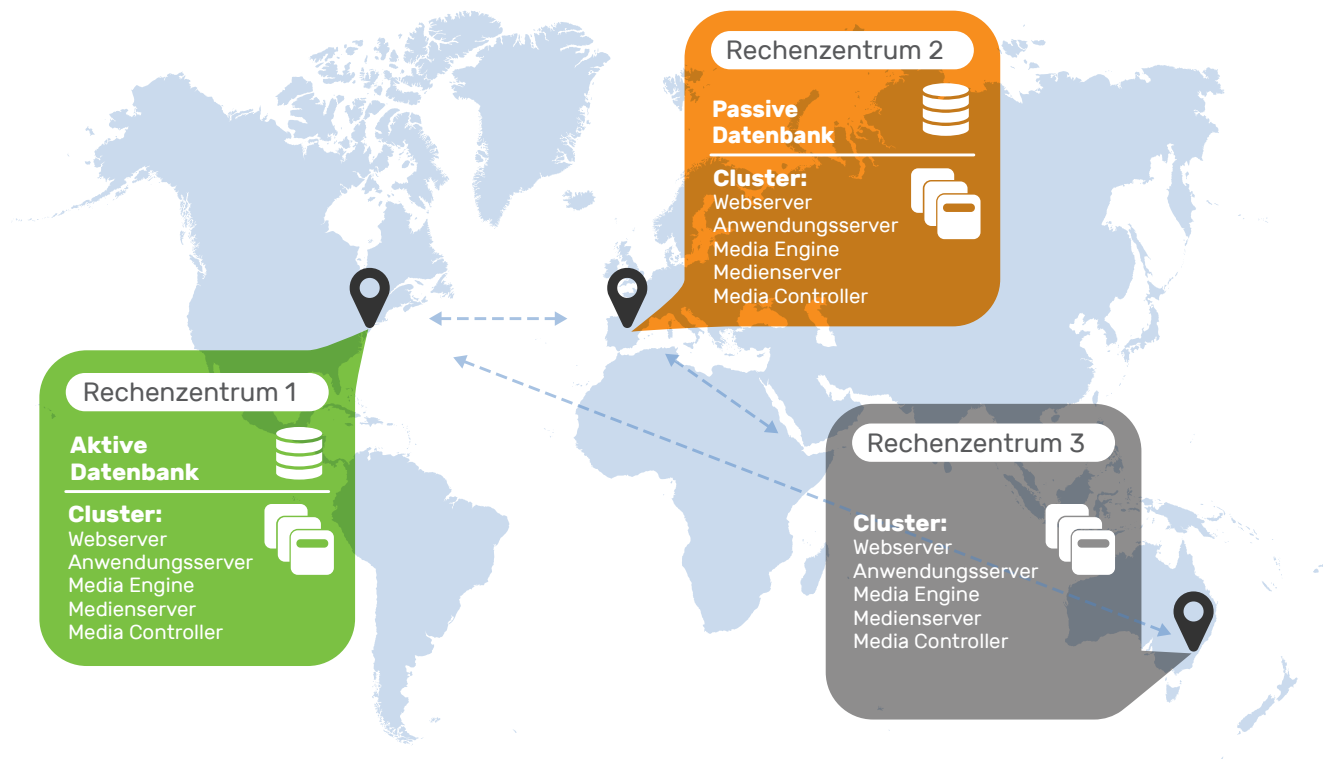 Rechenzentrum 1
Aktive
Datenbank
Cluster:
Webserver
Anwendungsserver
Media Engine
Medienserver
Media Controller
Rechenzentrum 2
Passive
Datenbank
Cluster:
Webserver
Anwendungsserver
Media Engine
Medienserver
Media Controller
Rechenzentrum 3
Cluster:
Webserver
Anwendungsserver
Media Engine
Medienserver
Media Controller